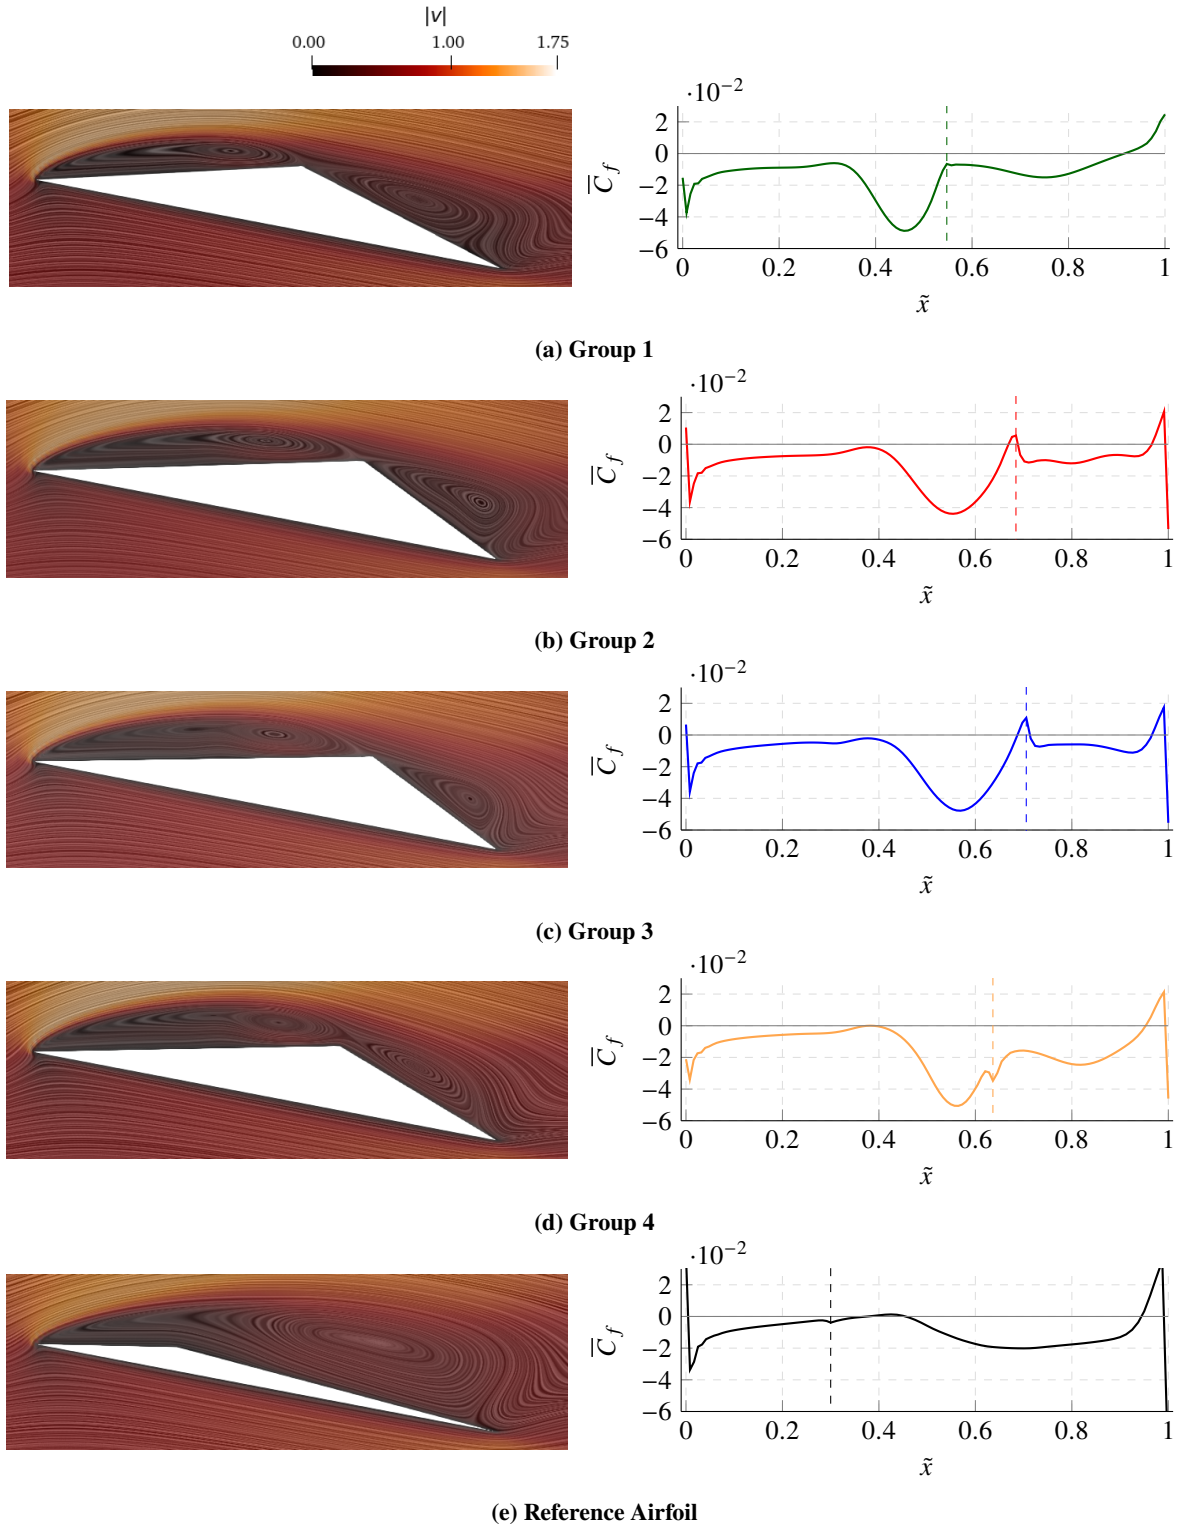 |v|
0.00 1.00 1.75
·10⁻²
2
0
−2
−4
−6
C̅_f
0 0.2 0.4 0.6 0.8 1
x̃
(a) Group 1
·10⁻²
2
0
−2
−4
−6
C̅_f
0 0.2 0.4 0.6 0.8 1
x̃
(b) Group 2
·10⁻²
2
0
−2
−4
−6
C̅_f
0 0.2 0.4 0.6 0.8 1
x̃
(c) Group 3
·10⁻²
2
0
−2
−4
−6
C̅_f
0 0.2 0.4 0.6 0.8 1
x̃
(d) Group 4
·10⁻²
2
0
−2
−4
−6
C̅_f
0 0.2 0.4 0.6 0.8 1
x̃
(e) Reference Airfoil